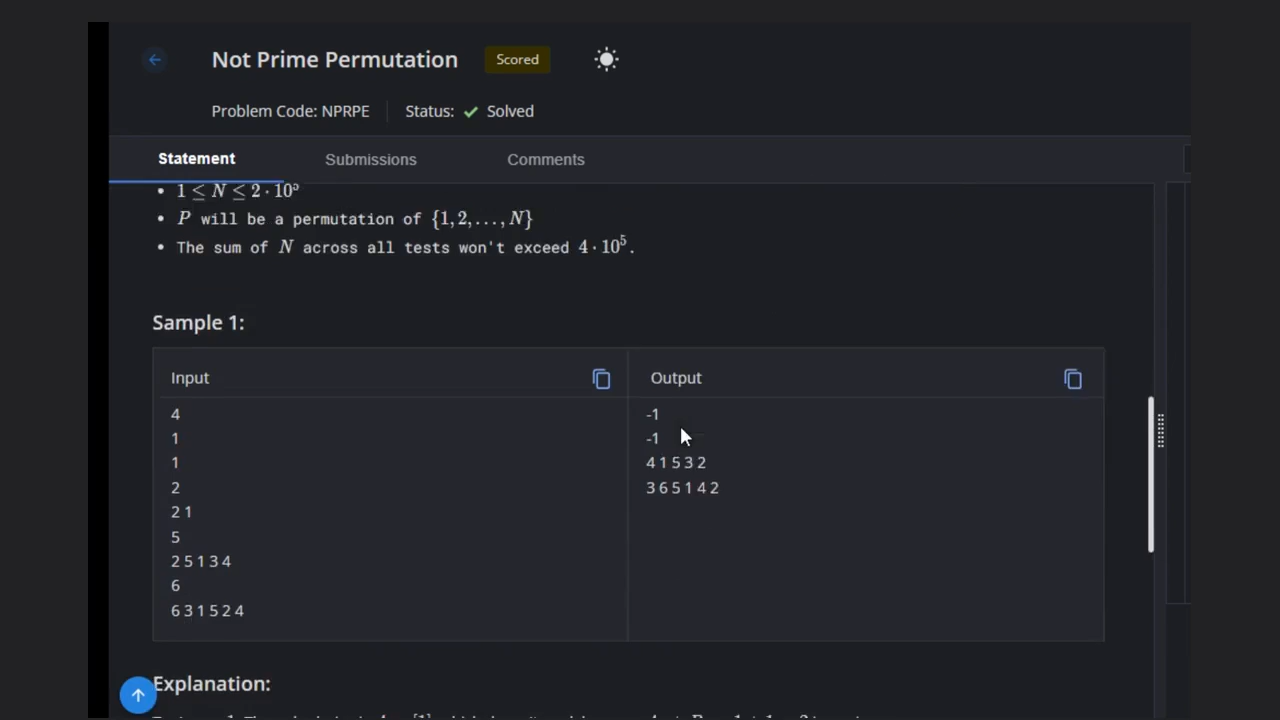 Not Prime Permutation Scored
Problem Code: NPRPE Status: Solved
Statement Submissions Comments
• 1 ≤ N ≤ 2 · 10⁵
• P will be a permutation of {1, 2, ..., N}
• The sum of N across all tests won't exceed 4 · 10⁵.
Sample 1:
Input Output
4 -1
1 -1
1 4 1 5 3 2
2 3 6 5 1 4 2
2 1
5
2 5 1 3 4
6
6 3 1 5 2 4
Explanation: